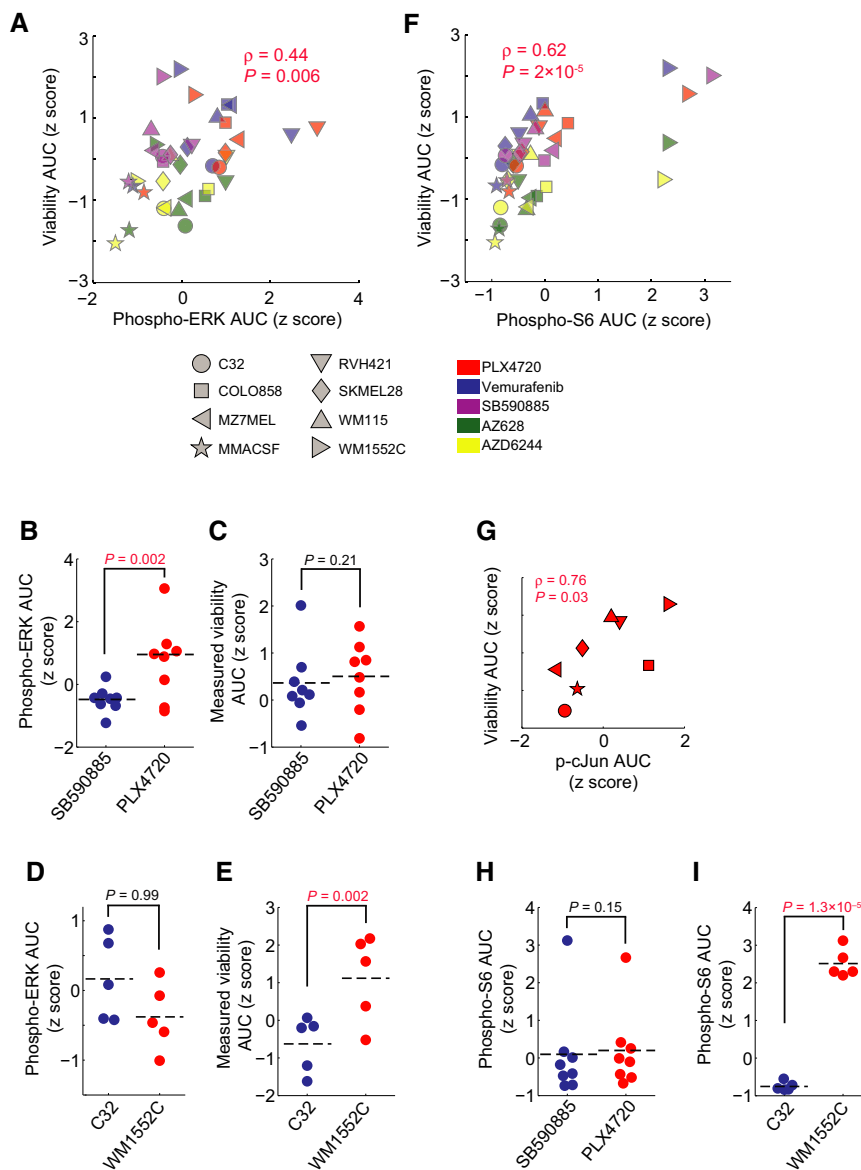 A
ρ = 0.44
P = 0.006
Viability AUC (z score)
3
1
−1
−3
−2
0
2
4
Phospho-ERK AUC (z score)
F
ρ = 0.62
P = 2×10⁻⁵
Viability AUC (z score)
3
1
−1
−3
−1
0
1
2
3
Phospho-S6 AUC (z score)
C32
COLO858
MZ7MEL
MMACSF
RVH421
SKMEL28
WM115
WM1552C
PLX4720
Vemurafenib
SB590885
AZ628
AZD6244
B
P = 0.002
Phospho-ERK AUC
(z score)
4
2
0
−2
SB590885
PLX4720
C
P = 0.21
Measured viability
AUC (z score)
3
2
1
0
−1
SB590885
PLX4720
G
ρ = 0.76
P = 0.03
Viability AUC (z score)
−2
0
2
p-cJun AUC
(z score)
D
P = 0.99
Phospho-ERK AUC
(z score)
1
0
−1
C32
WM1552C
E
P = 0.002
Measured viability
AUC (z score)
3
2
1
0
−1
−2
C32
WM1552C
H
P = 0.15
Phospho-S6 AUC
(z score)
4
3
2
1
0
−1
SB590885
PLX4720
I
P = 1.3×10⁻⁵
Phospho-S6 AUC
(z score)
4
3
2
1
0
−1
C32
WM1552C